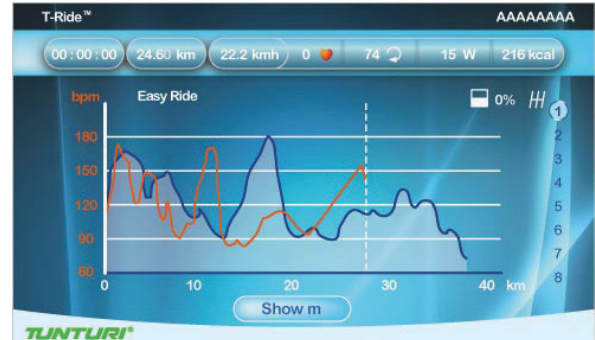 T-Ride™ AAAAAAAA
00:00:00 24.60 km 22.2 kmh 0 74 15 W 216 kcal
bpm Easy Ride 0% 1
180 2
150 3
4
120 5
90 6
7
60 8
0 10 20 30 40 km
Show m
TUNTURI®